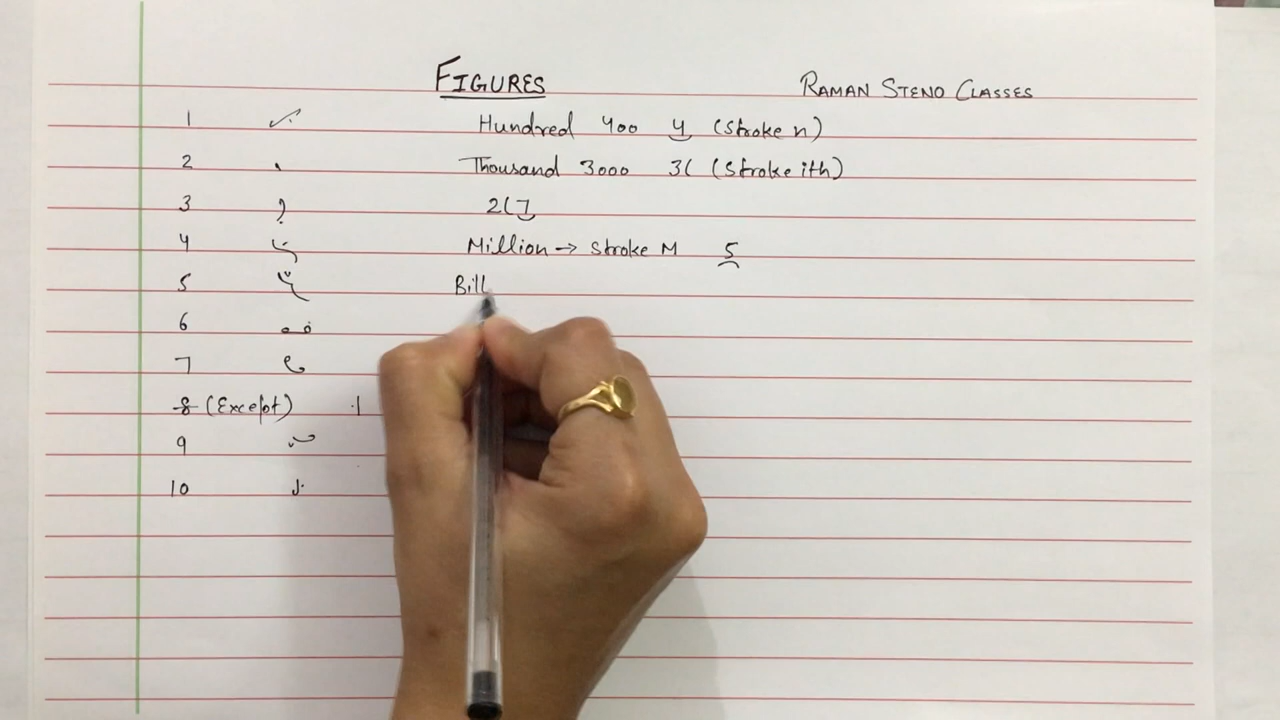 FIGURES RAMAN STENO CLASSES
1 Hundred 400 4 (Stroke n)
2 Thousand 3000 3( (Stroke ith)
3 2(7
4 Million → Stroke M 5
5 Bill
6
7
8 (Except)
9
10